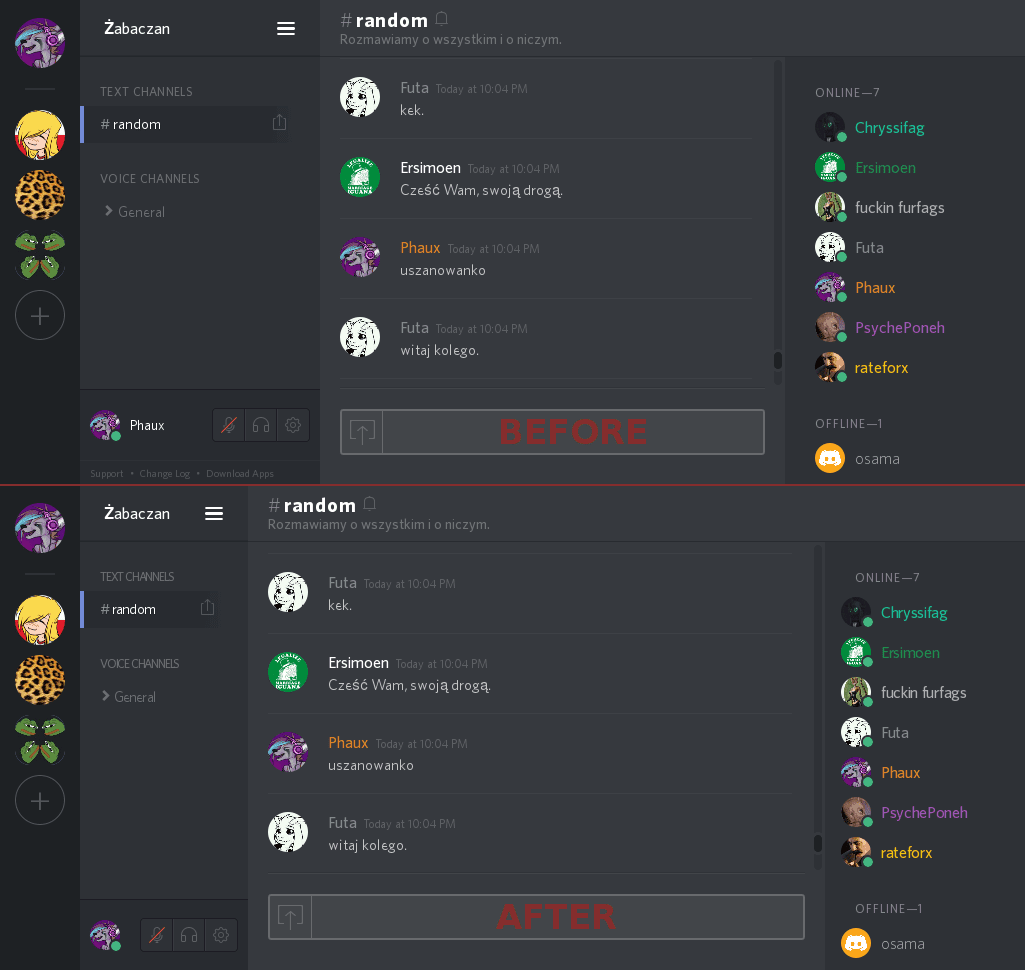 Żabaczan
# random
Rozmawiamy o wszystkim i o niczym.
TEXT CHANNELS
# random
VOICE CHANNELS
General
Futa Today at 10:04 PM
kek.
Ersimoen Today at 10:04 PM
Cześć Wam, swoją drogą.
Phaux Today at 10:04 PM
uszanowanko
Futa Today at 10:04 PM
witaj kolego.
BEFORE
ONLINE—7
Chryssifag
Ersimoen
fuckin furfags
Futa
Phaux
PsychePoneh
rateforx
OFFLINE—1
osama
Phaux
Support • Change Log • Download Apps
Żabaczan
# random
Rozmawiamy o wszystkim i o niczym.
TEXT CHANNELS
# random
VOICE CHANNELS
General
Futa Today at 10:04 PM
kek.
Ersimoen Today at 10:04 PM
Cześć Wam, swoją drogą.
Phaux Today at 10:04 PM
uszanowanko
Futa Today at 10:04 PM
witaj kolego.
AFTER
ONLINE—7
Chryssifag
Ersimoen
fuckin furfags
Futa
Phaux
PsychePoneh
rateforx
OFFLINE—1
osama